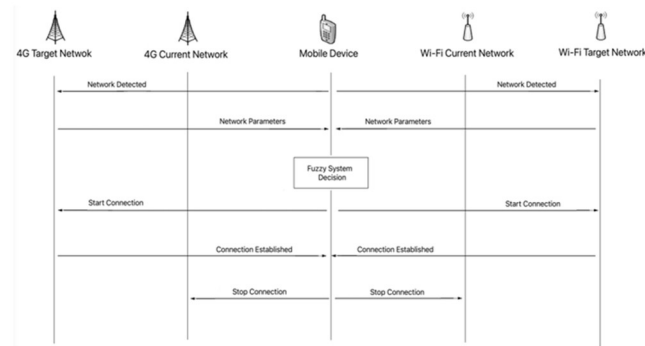 4G Target Netwok
4G Current Network
Mobile Device
Wi-Fi Current Network
Wi-Fi Target Network
Network Detected
Network Detected
Network Parameters
Network Parameters
Fuzzy System
Decision
Start Connection
Start Connection
Connection Established
Connection Established
Stop Connection
Stop Connection